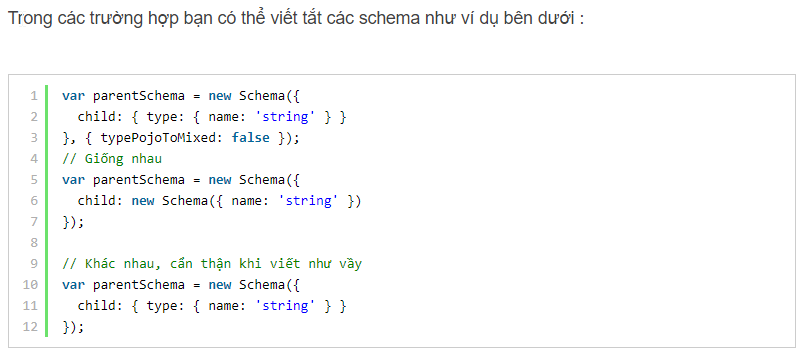 Trong các trường hợp bạn có thể viết tắt các schema như ví dụ bên dưới :
1 var parentSchema = new Schema({
2   child: { type: { name: 'string' } }
3 }, { typePojoToMixed: false });
4 // Giống nhau
5 var parentSchema = new Schema({
6   child: new Schema({ name: 'string' })
7 });
8
9 // Khác nhau, cẩn thận khi viết như vầy
10 var parentSchema = new Schema({
11   child: { type: { name: 'string' } }
12 });